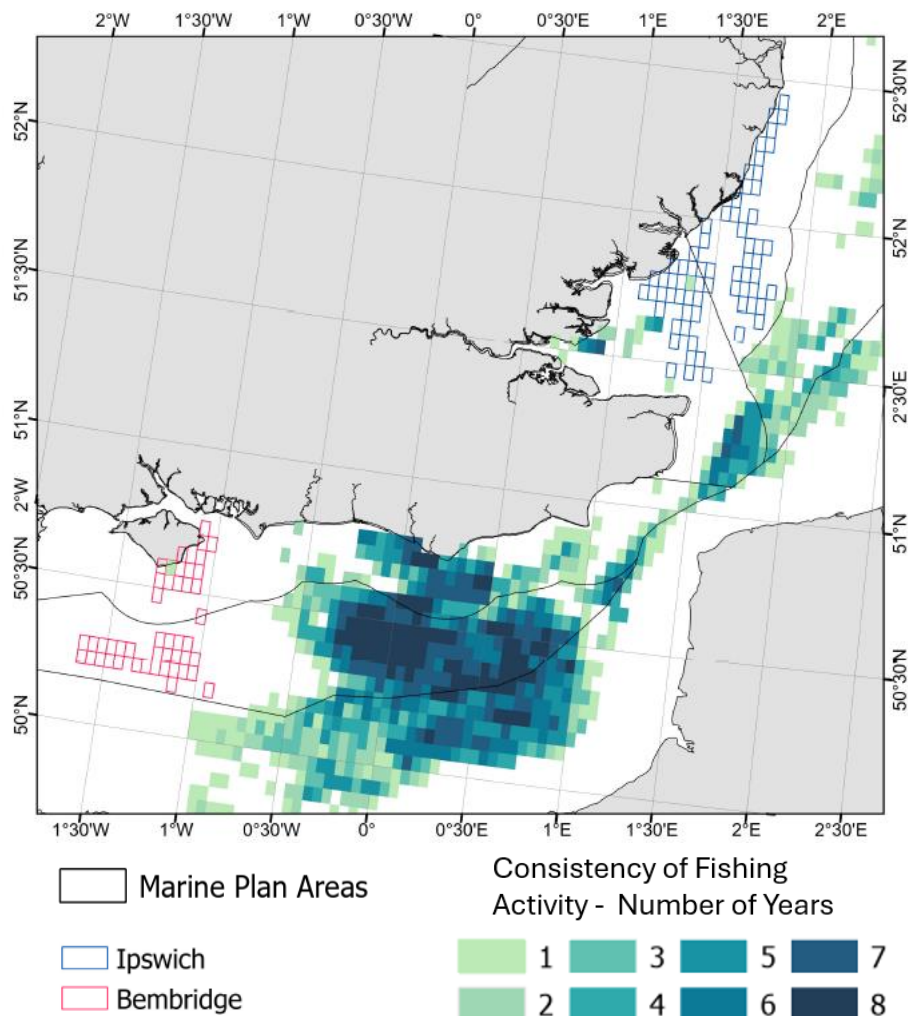 2°W 1°30'W 1°W 0°30'W 0° 0°30'E 1°E 1°30'E 2°E
52°N
51°30'N
51°N
2°W
50°30'N
50°N
52°30'N
52°N
2°30'E
51°N
50°30'N
1°30'W 1°W 0°30'W 0° 0°30'E 1°E 1°30'E 2°E 2°30'E
Marine Plan Areas
Ipswich
Bembridge
Consistency of Fishing
Activity - Number of Years
1 3 5 7
2 4 6 8